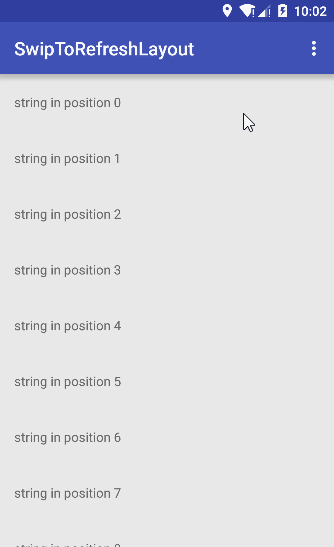 10:02
SwipToRefreshLayout
string in position 0
string in position 1
string in position 2
string in position 3
string in position 4
string in position 5
string in position 6
string in position 7